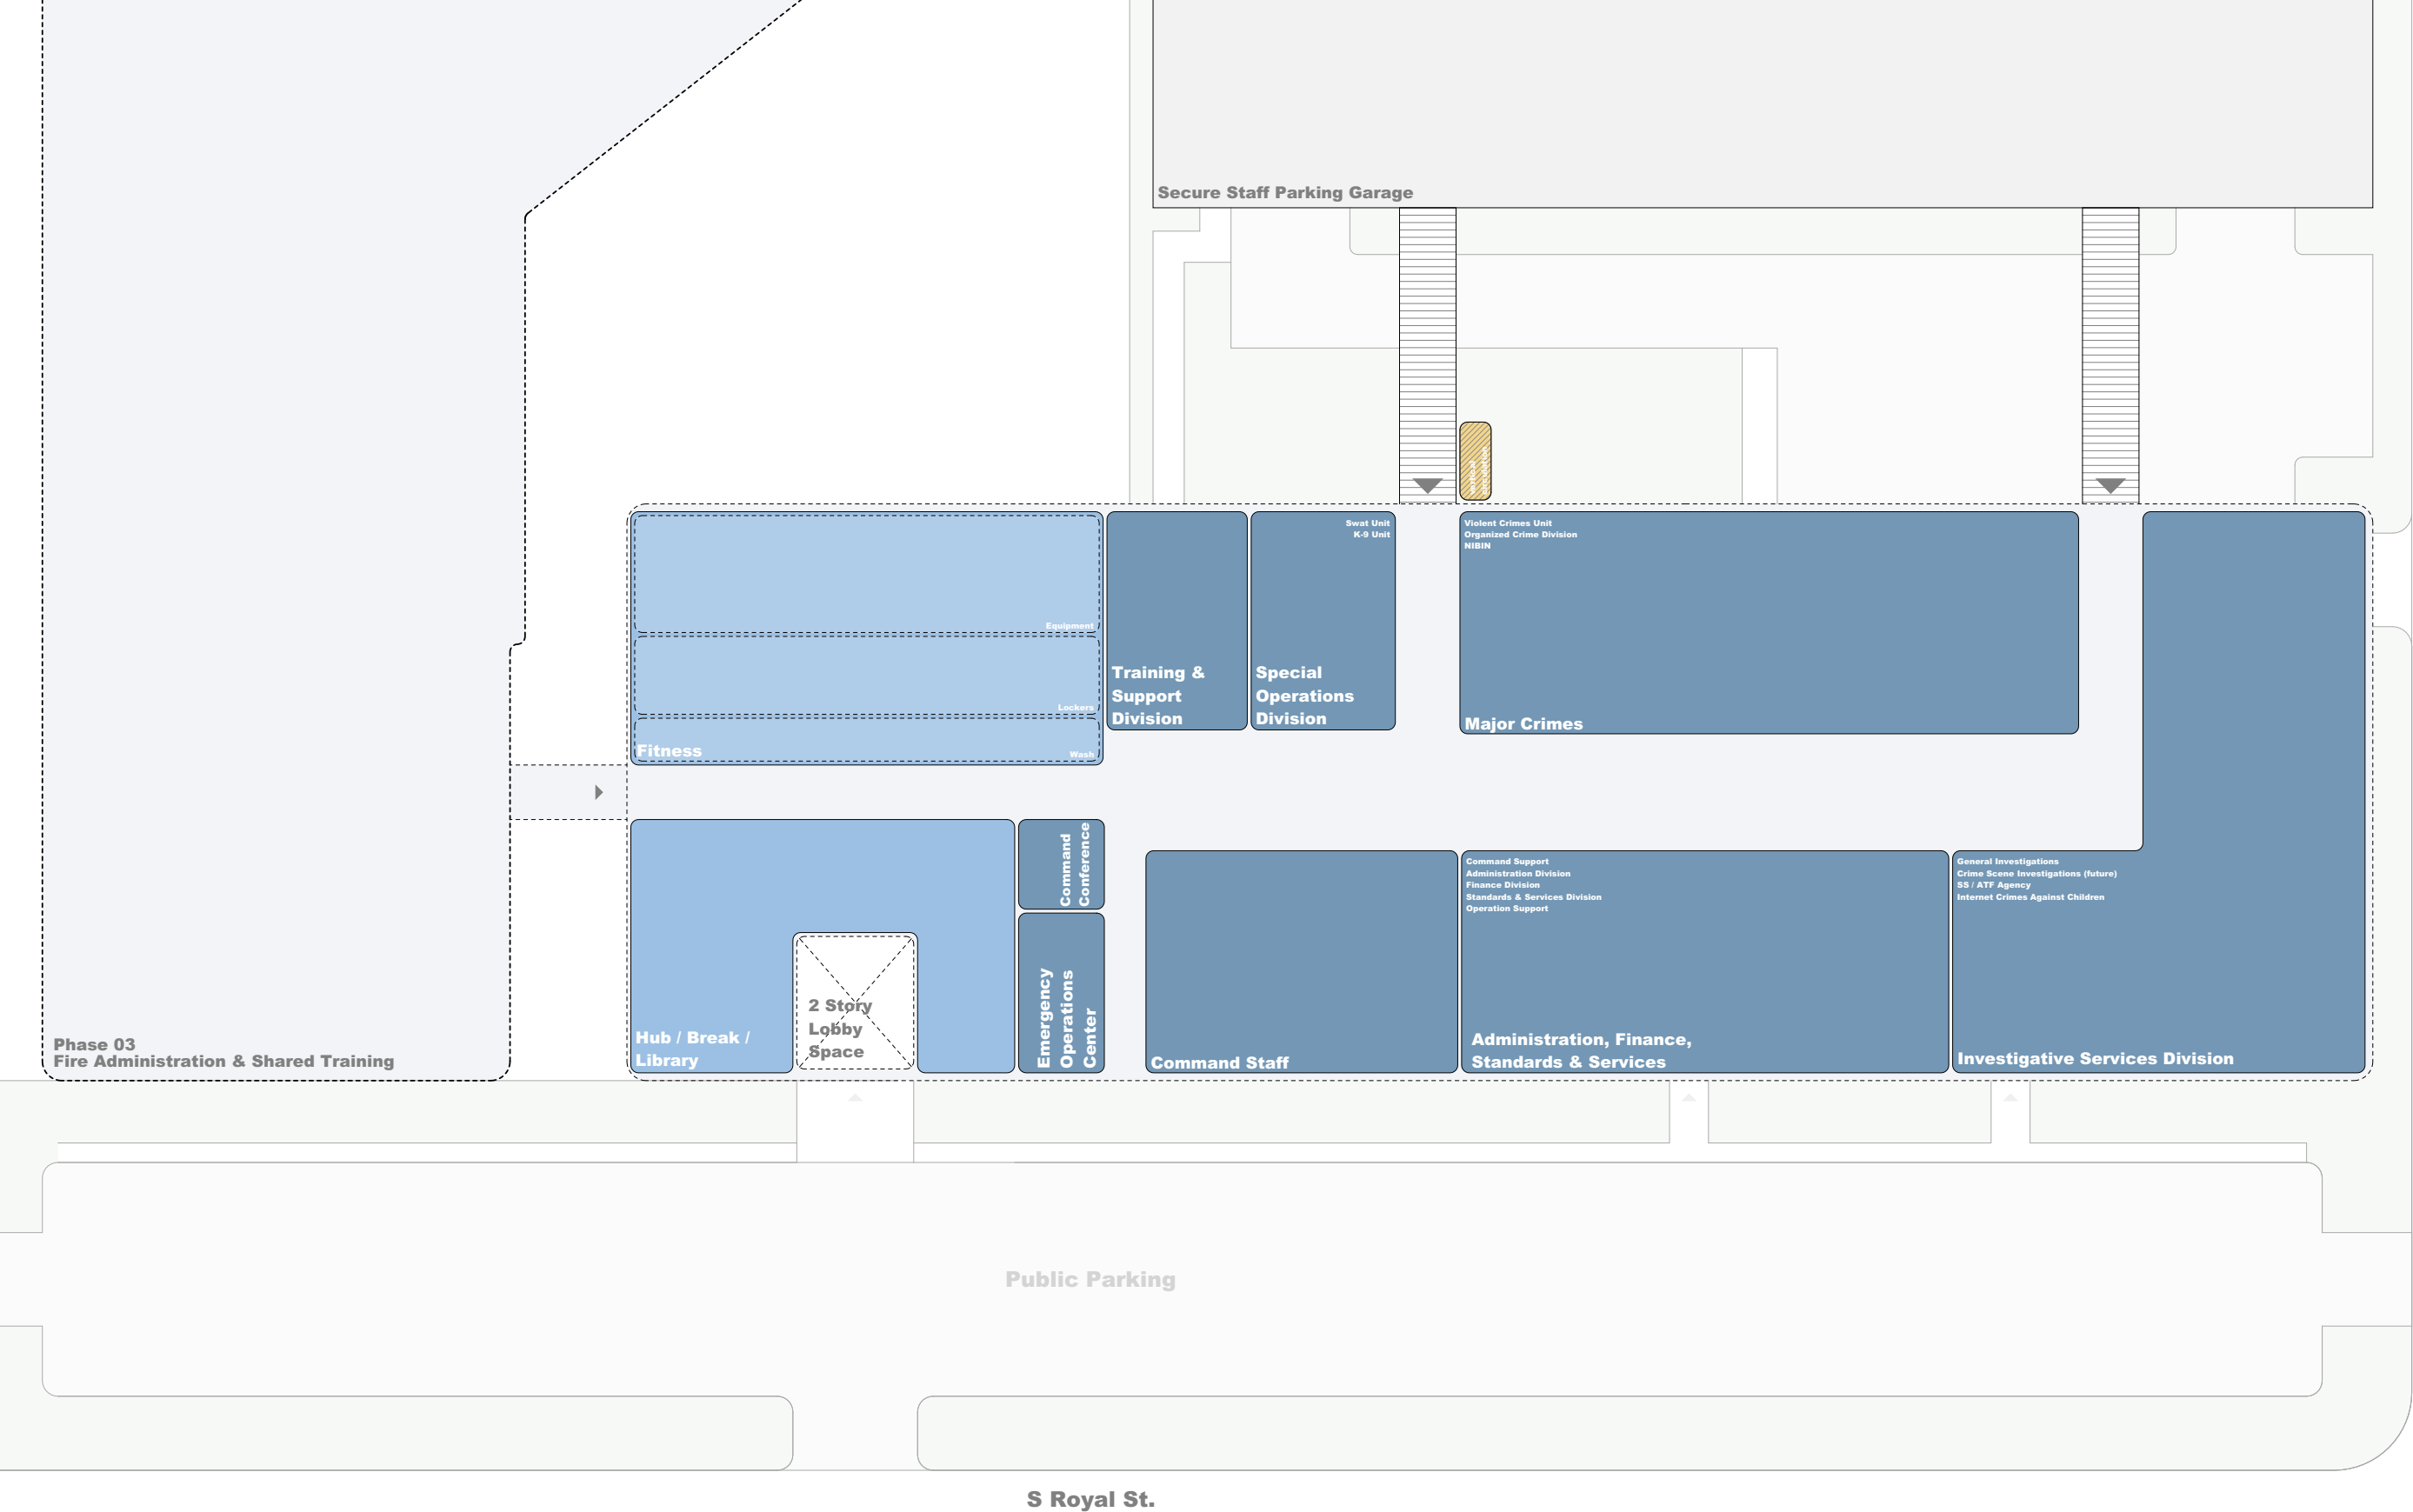 Secure Staff Parking Garage
Swat Unit
K-9 Unit
Violent Crimes Unit
Organized Crime Division
NIBIN
Equipment
Lockers
Fitness
Wash
Training &
Support
Division
Special
Operations
Division
Major Crimes
Command
Conference
Emergency
Operations
Center
Command Support
Administration Division
Finance Division
Standards & Services Division
Operation Support
General Investigations
Crime Scene Investigations (future)
SS / ATF Agency
Internet Crimes Against Children
2 Story
Lobby
Space
Hub / Break /
Library
Command Staff
Administration, Finance,
Standards & Services
Investigative Services Division
Phase 03
Fire Administration & Shared Training
Public Parking
S Royal St.